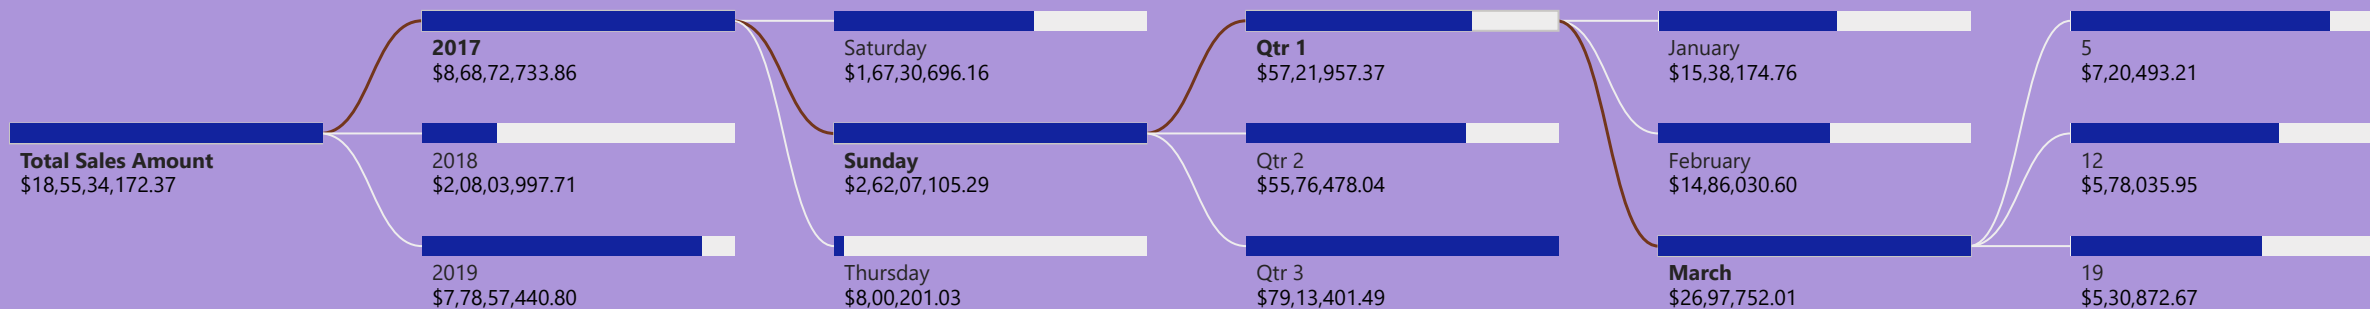 Total Sales Amount
$18,55,34,172.37
2017
$8,68,72,733.86
2018
$2,08,03,997.71
2019
$7,78,57,440.80
Saturday
$1,67,30,696.16
Sunday
$2,62,07,105.29
Thursday
$8,00,201.03
Qtr 1
$57,21,957.37
Qtr 2
$55,76,478.04
Qtr 3
$79,13,401.49
January
$15,38,174.76
February
$14,86,030.60
March
$26,97,752.01
5
$7,20,493.21
12
$5,78,035.95
19
$5,30,872.67